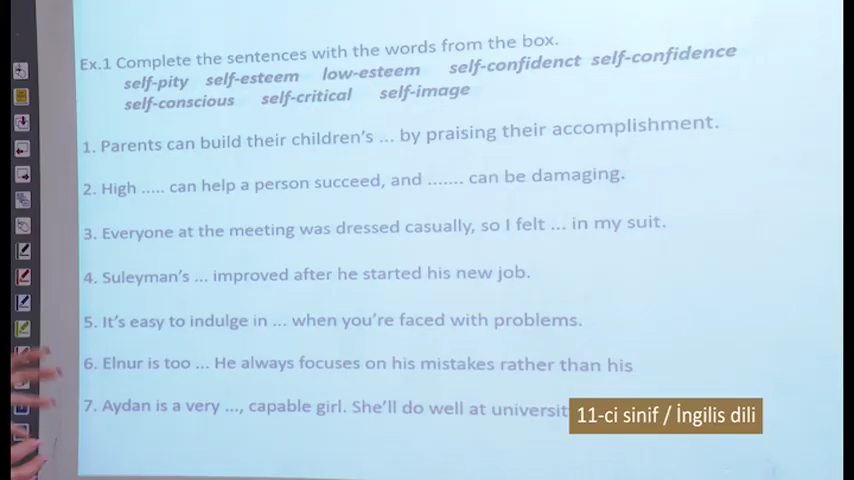 Ex.1 Complete the sentences with the words from the box.
self-pity self-esteem low-esteem self-confidenct self-confidence
self-conscious self-critical self-image
1. Parents can build their children's ... by praising their accomplishment.
2. High ..... can help a person succeed, and ....... can be damaging.
3. Everyone at the meeting was dressed casually, so I felt ... in my suit.
4. Suleyman's ... improved after he started his new job.
5. It's easy to indulge in ... when you're faced with problems.
6. Elnur is too ... He always focuses on his mistakes rather than his
7. Aydan is a very ..., capable girl. She'll do well at universit
11-ci sinif / İngilis dili